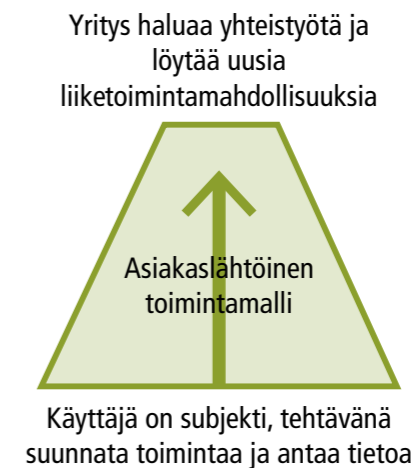 Yritys haluaa yhteistyötä ja
löytää uusia
liiketoimintamahdollisuuksia
Asiakaslähtöinen
toimintamalli
Käyttäjä on subjekti, tehtävänä
suunnata toimintaa ja antaa tietoa